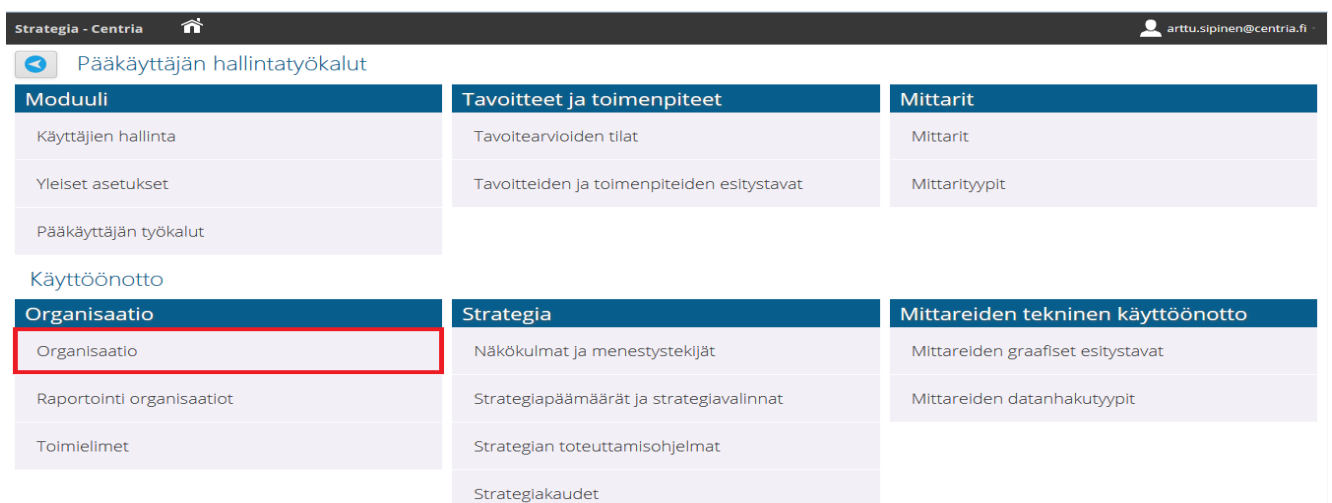 Strategia - Centria
arttu.sipinen@centria.fi
Pääkäyttäjän hallintatyökalut
Moduuli
Käyttäjien hallinta
Yleiset asetukset
Pääkäyttäjän työkalut
Tavoitteet ja toimenpiteet
Tavoitearvioiden tilat
Tavoitteiden ja toimenpiteiden esitystavat
Mittarit
Mittarit
Mittarityypit
Käyttöönotto
Organisaatio
Organisaatio
Raportointi organisaatiot
Toimielimet
Strategia
Näkökulmat ja menestystekijät
Strategiapäämäärät ja strategiavalinnat
Strategian toteuttamisohjelmat
Strategiakaudet
Mittareiden tekninen käyttöönotto
Mittareiden graafiset esitystavat
Mittareiden datanhakutyypit